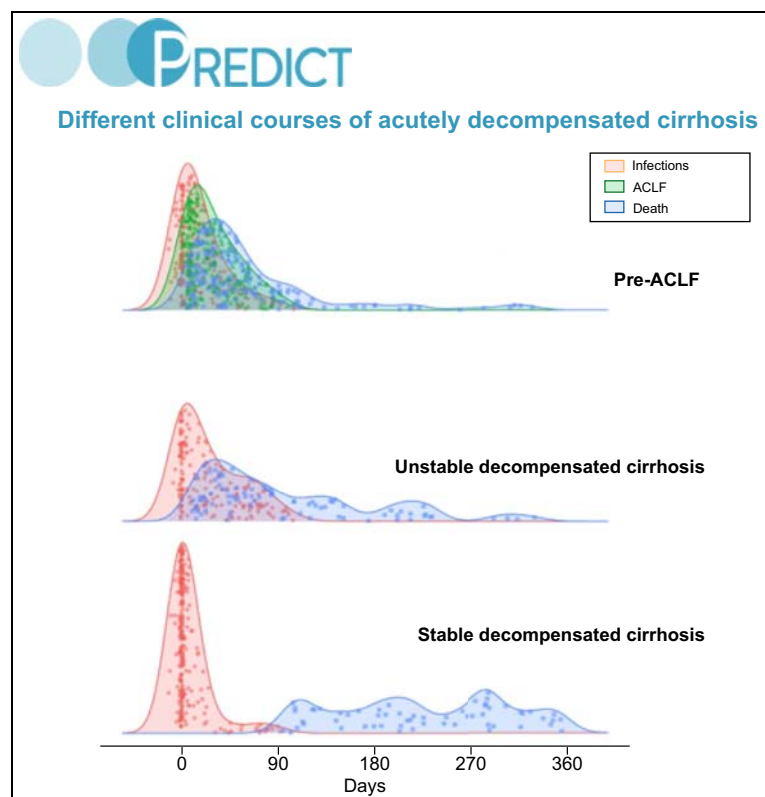 PREDICT
Different clinical courses of acutely decompensated cirrhosis
Infections
ACLF
Death
Pre-ACLF
Unstable decompensated cirrhosis
Stable decompensated cirrhosis
0 90 180 270 360
Days